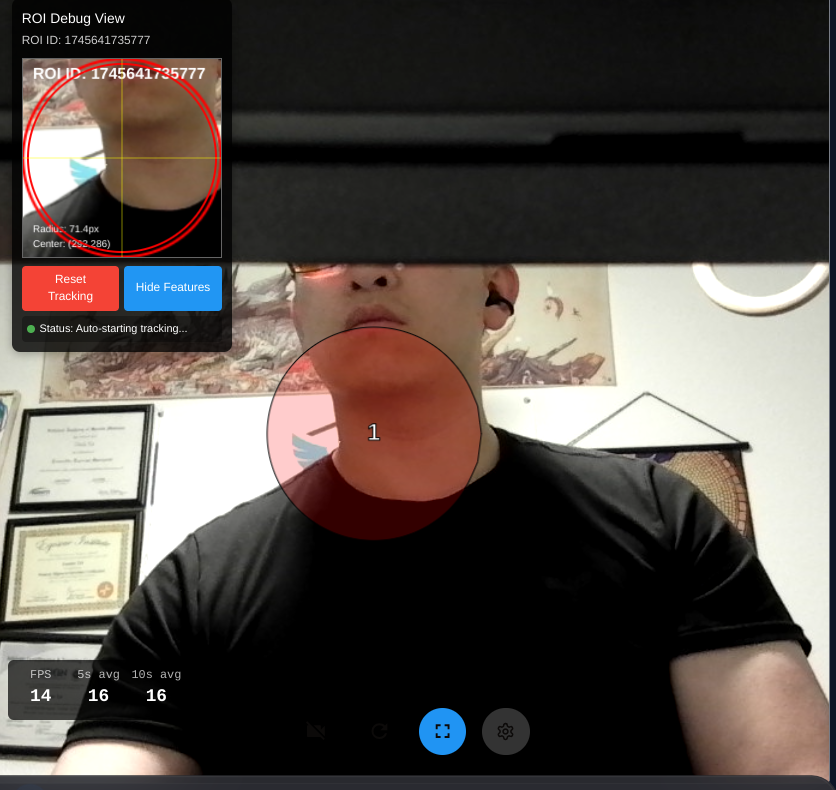 ROI Debug View
ROI ID: 1745641735777
ROI ID: 1745641735777
Radius: 71.4px
Center: (292,286)
Reset
Tracking
Hide Features
Status: Auto-starting tracking...
1
FPS 5s avg 10s avg
14 16 16